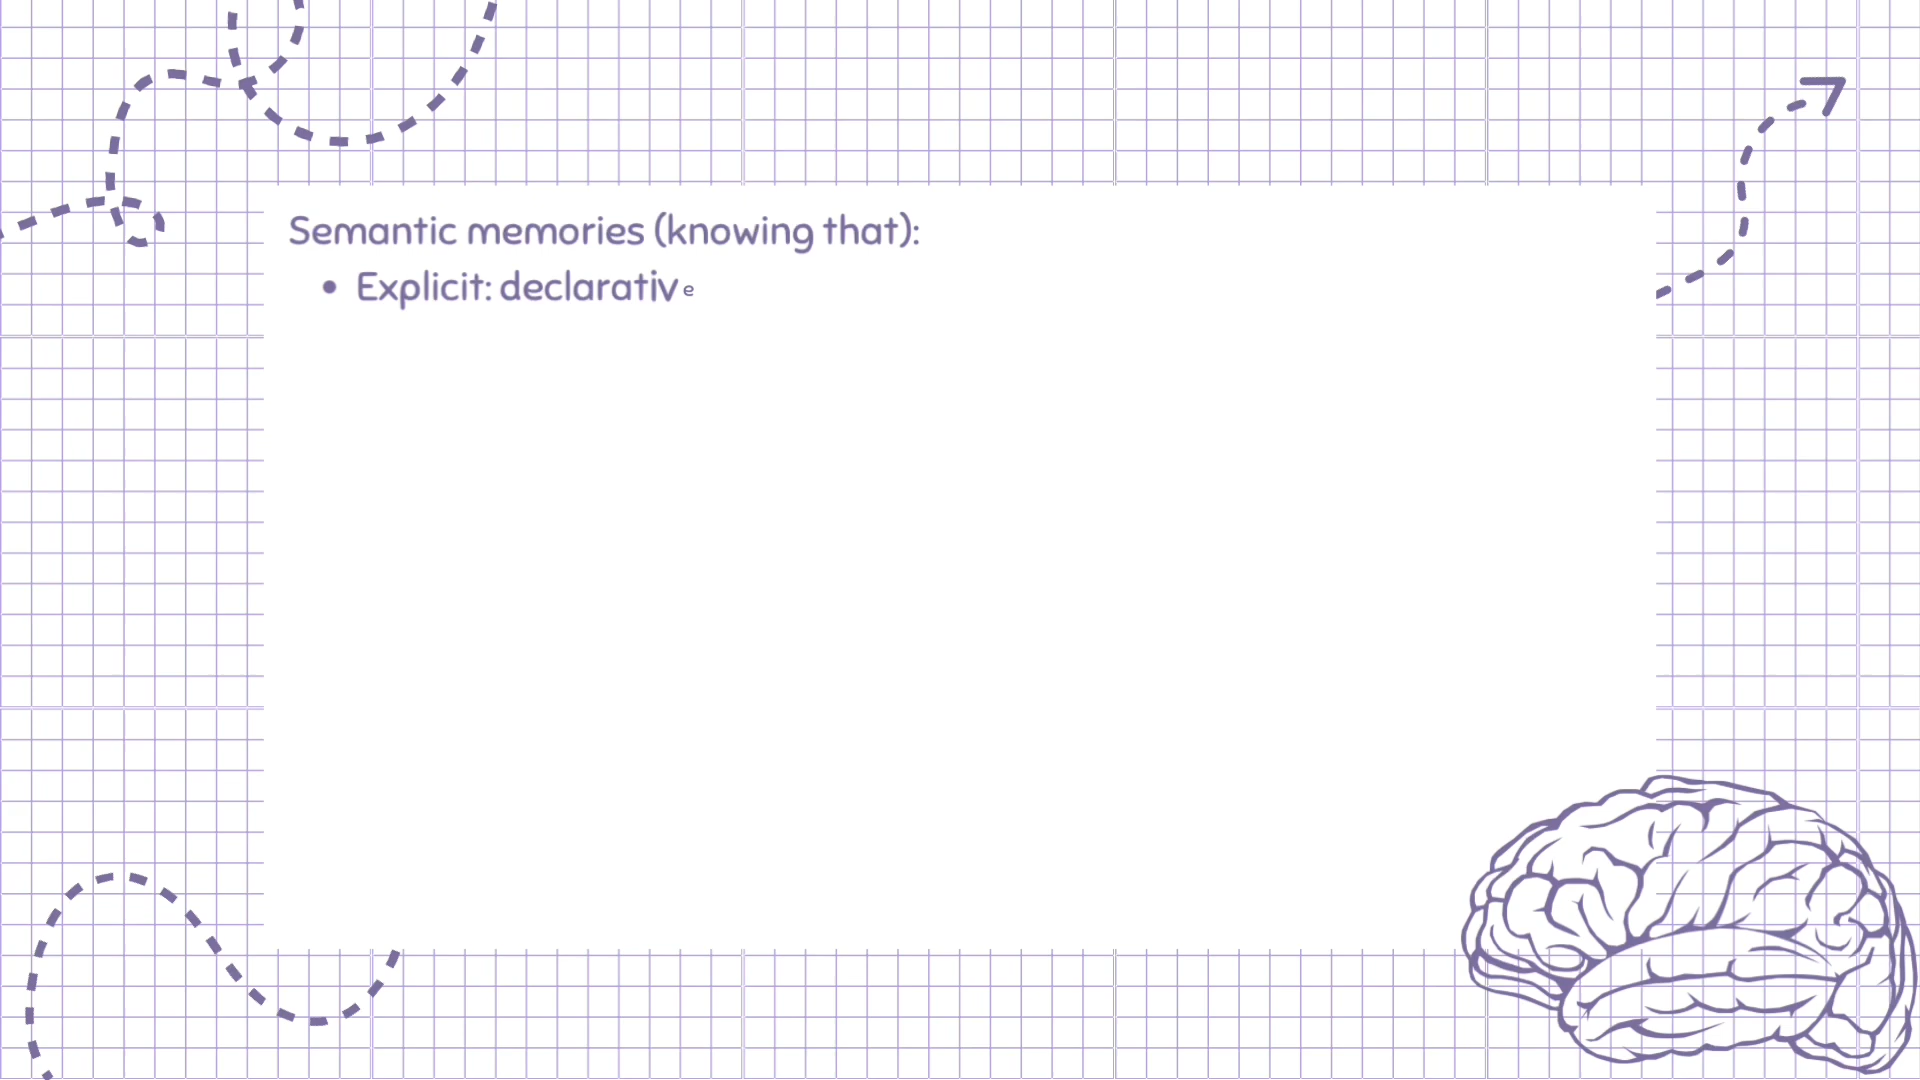 Semantic memories (knowing that):
• Explicit: declarative